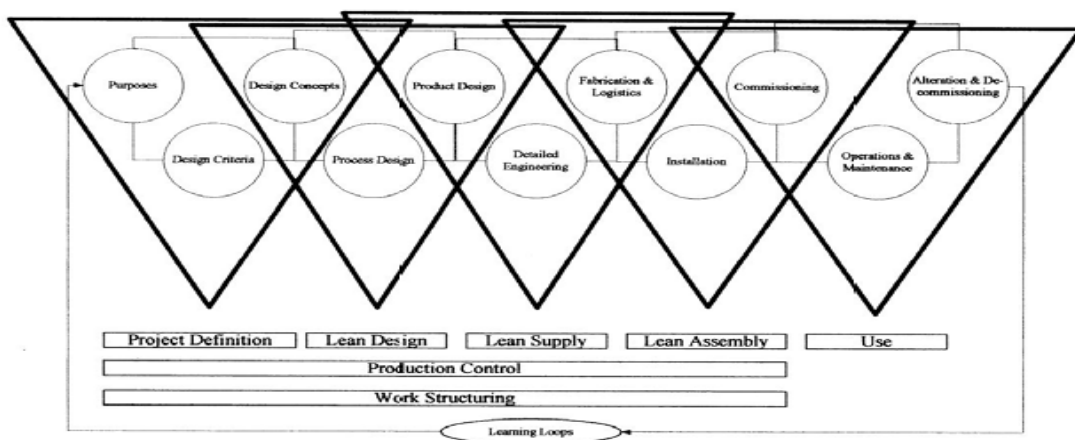 Purposes
Design Concepts
Product Design
Fabrication &
Logistics
Commissioning
Alteration & De-
commissioning
Design Criteria
Process Design
Detailed
Engineering
Installation
Operations &
Maintenance
Project Definition
Lean Design
Lean Supply
Lean Assembly
Use
Production Control
Work Structuring
Learning Loops